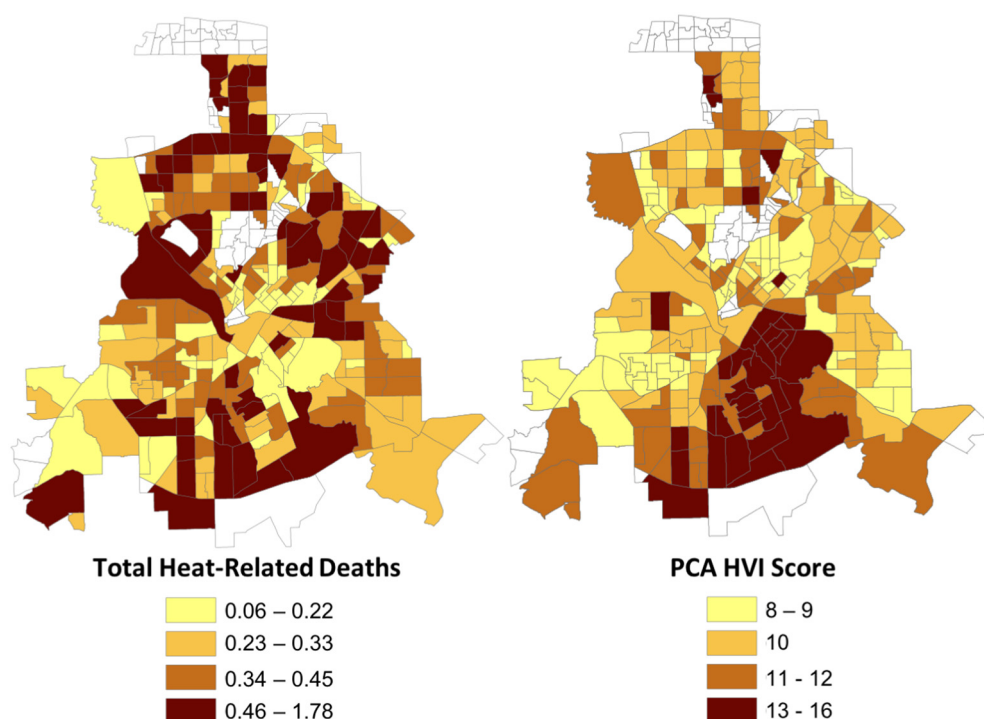 Total Heat-Related Deaths
0.06 – 0.22
0.23 – 0.33
0.34 – 0.45
0.46 – 1.78
PCA HVI Score
8 – 9
10
11 - 12
13 - 16